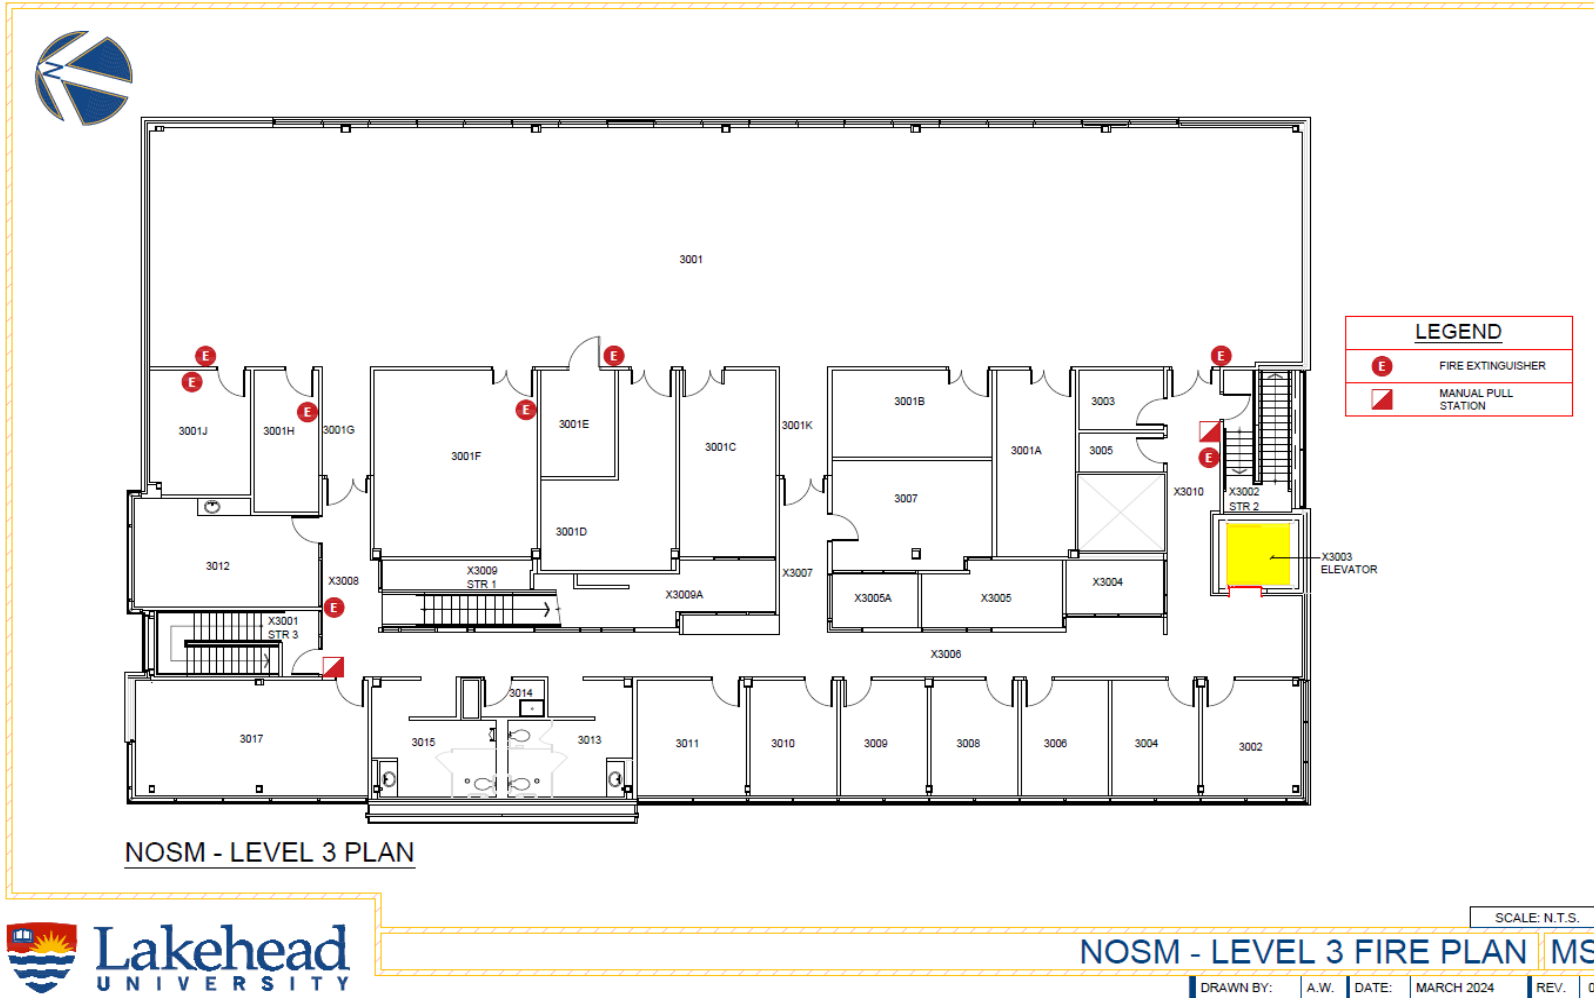 N
3001
LEGEND
E FIRE EXTINGUISHER
MANUAL PULL
STATION
E
E
E
E
E
E
3001J
3001H
3001G
3001F
3001E
3001C
3001K
3001B
3001A
3003
3005
E
X3010
X3002
STR 2
3007
3001D
3012
X3008
X3009
STR 1
X3009A
X3007
X3005A
X3005
X3004
X3003
ELEVATOR
E
X3001
STR 3
X3006
3017
3015
3014
3013
3011
3010
3009
3008
3006
3004
3002
NOSM - LEVEL 3 PLAN
SCALE: N.T.S.
Lakehead
UNIVERSITY
NOSM - LEVEL 3 FIRE PLAN
MS
DRAWN BY: A.W. DATE: MARCH 2024 REV.